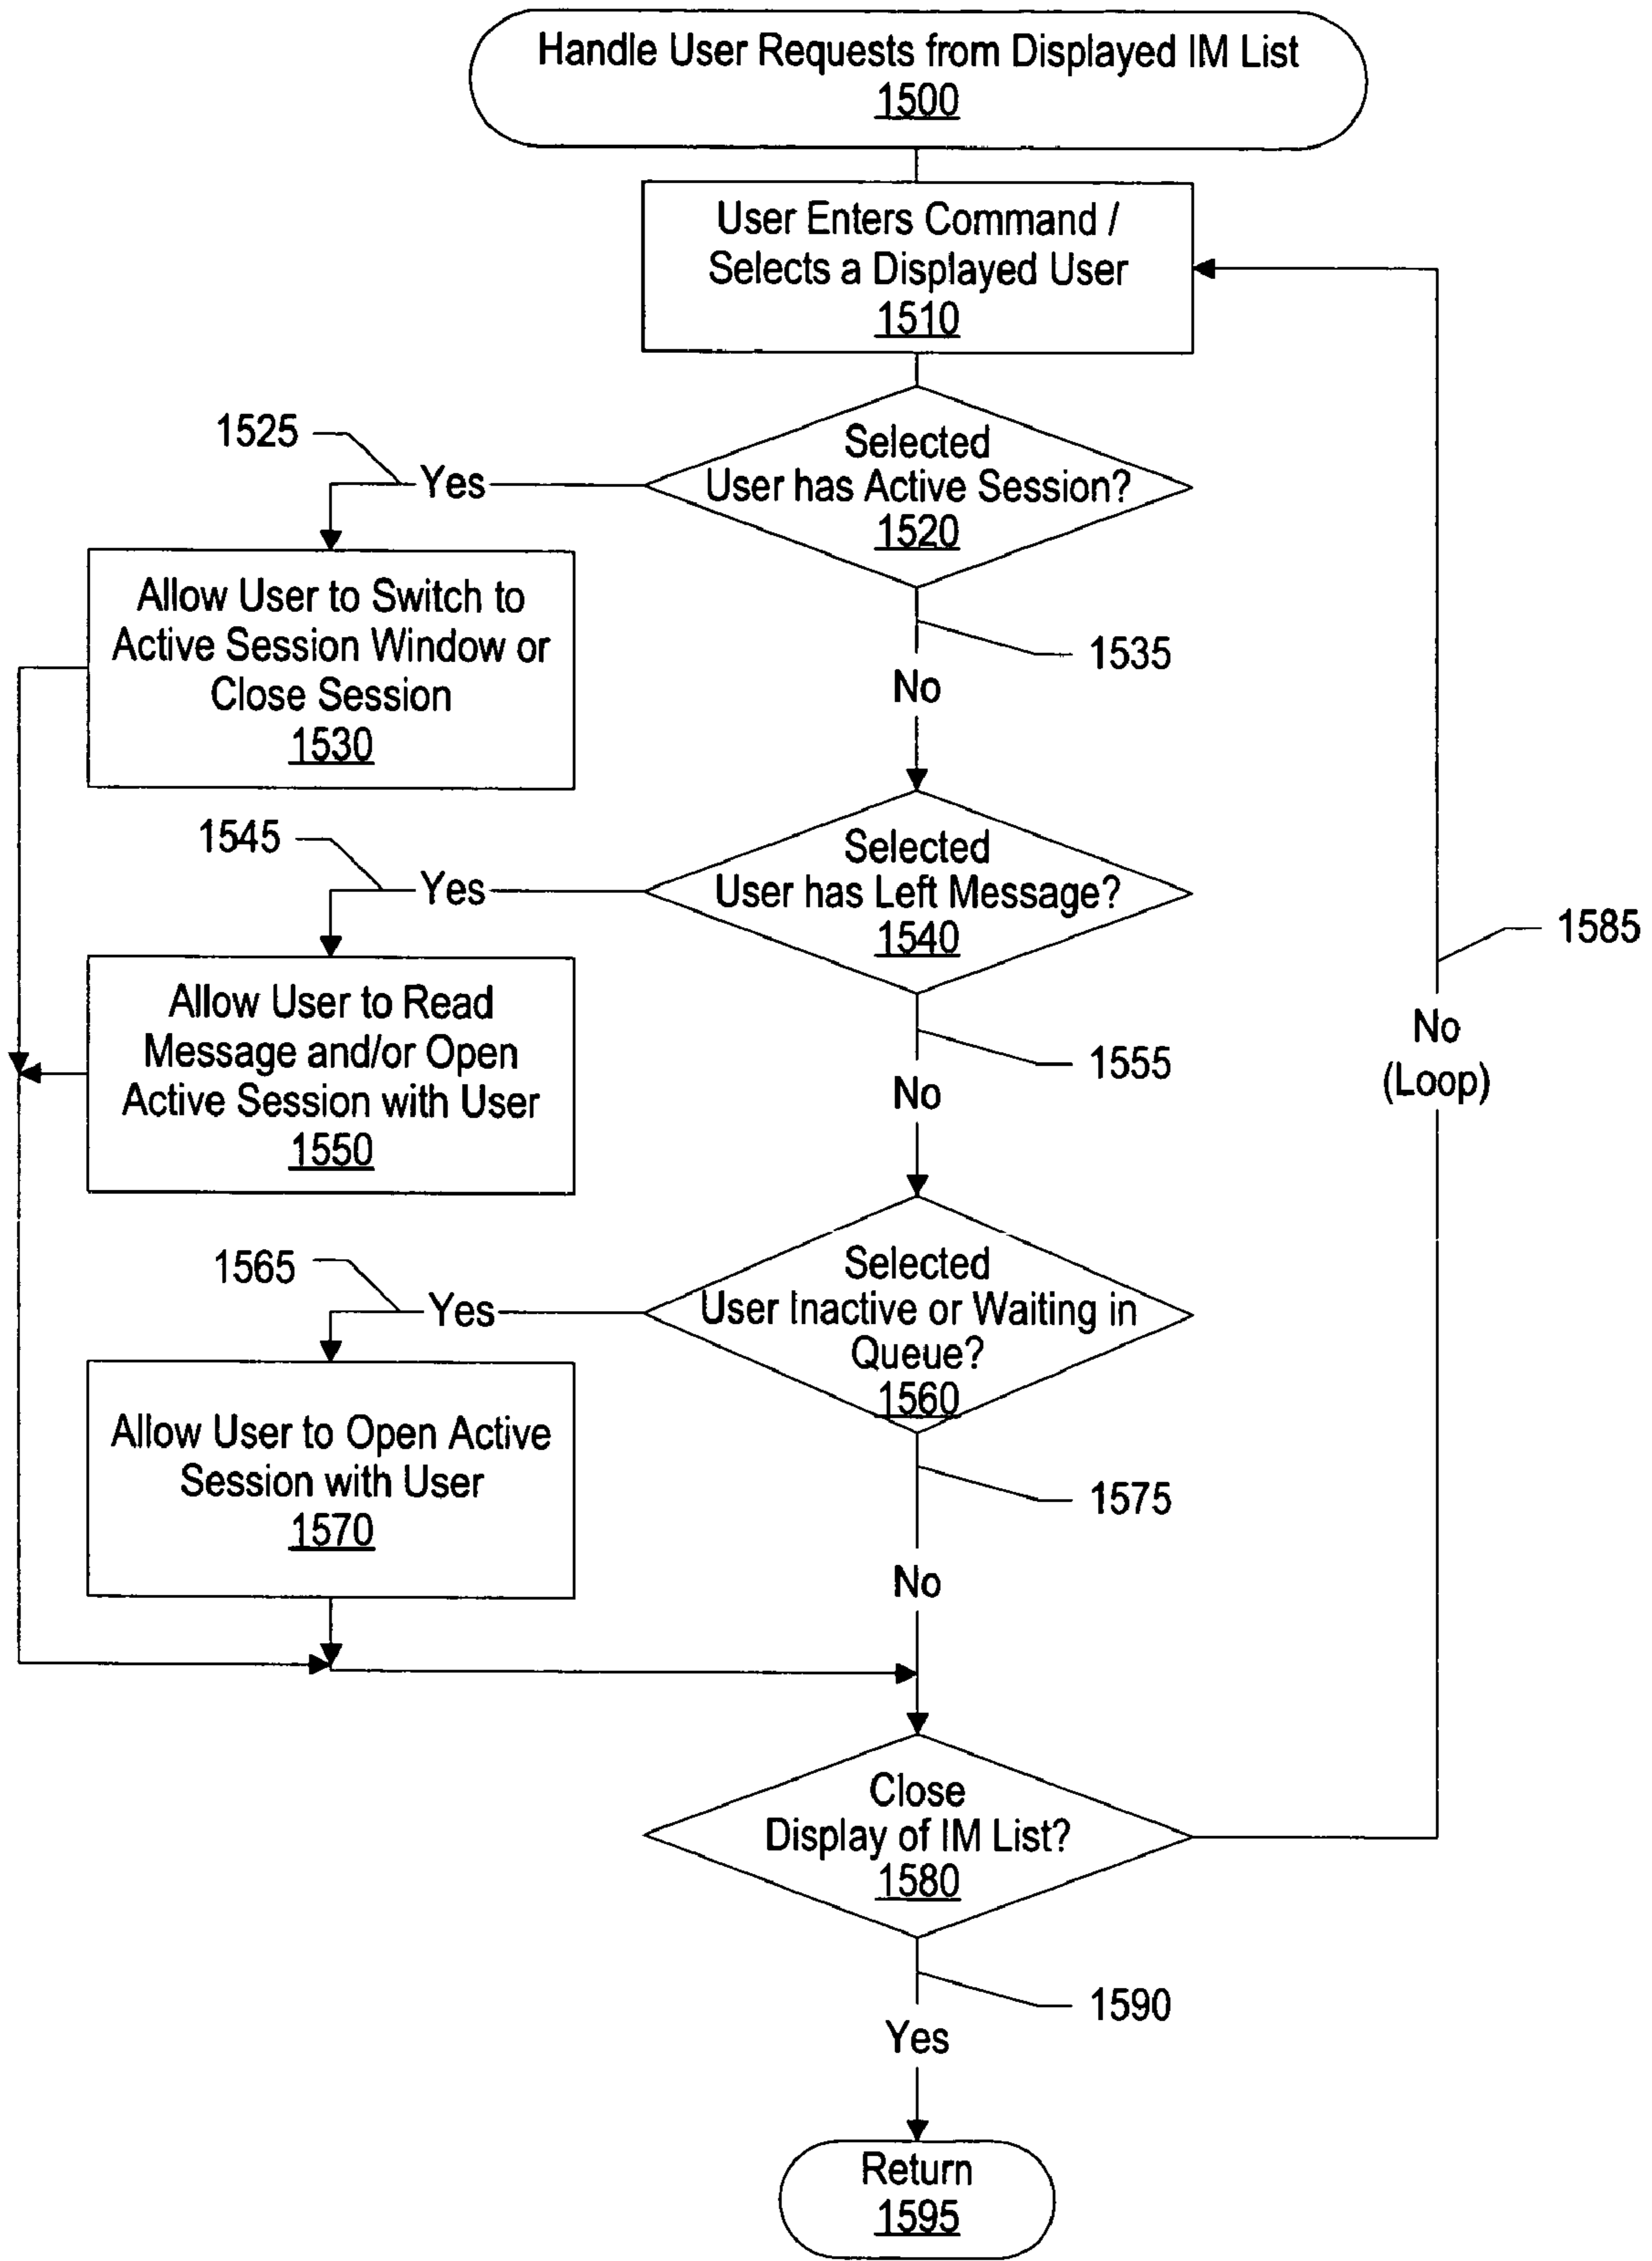 Handle User Requests from Displayed IM List
1500
User Enters Command /
Selects a Displayed User
1510
1525
Yes
Selected
User has Active Session?
1520
Allow User to Switch to
Active Session Window or
Close Session
1530
1535
No
1545
Yes
Selected
User has Left Message?
1540
1585
No
(Loop)
Allow User to Read
Message and/or Open
Active Session with User
1550
1555
No
1565
Yes
Selected
User Inactive or Waiting in
Queue?
1560
Allow User to Open Active
Session with User
1570
1575
No
Close
Display of IM List?
1580
1590
Yes
Return
1595